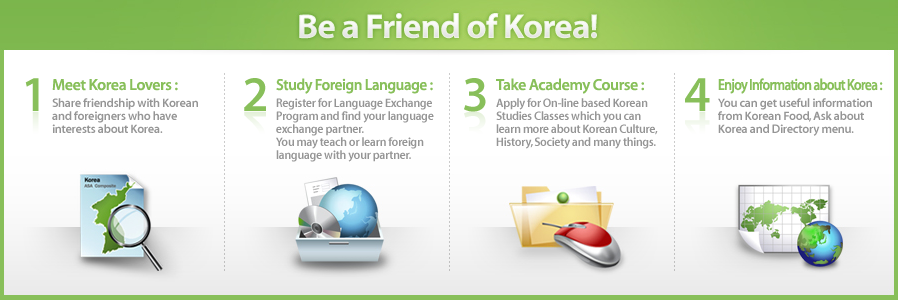 Be a Friend of Korea!
1 Meet Korea Lovers :
Share friendship with Korean
and foreigners who have
interests about Korea.
2 Study Foreign Language :
Register for Language Exchange
Program and find your language
exchange partner.
You may teach or learn foreign
language with your partner.
3 Take Academy Course :
Apply for On-line based Korean
Studies Classes which you can
learn more about Korean Culture,
History, Society and many things.
4 Enjoy Information about Korea :
You can get useful information
from Korean Food, Ask about
Korea and Directory menu.
Korea